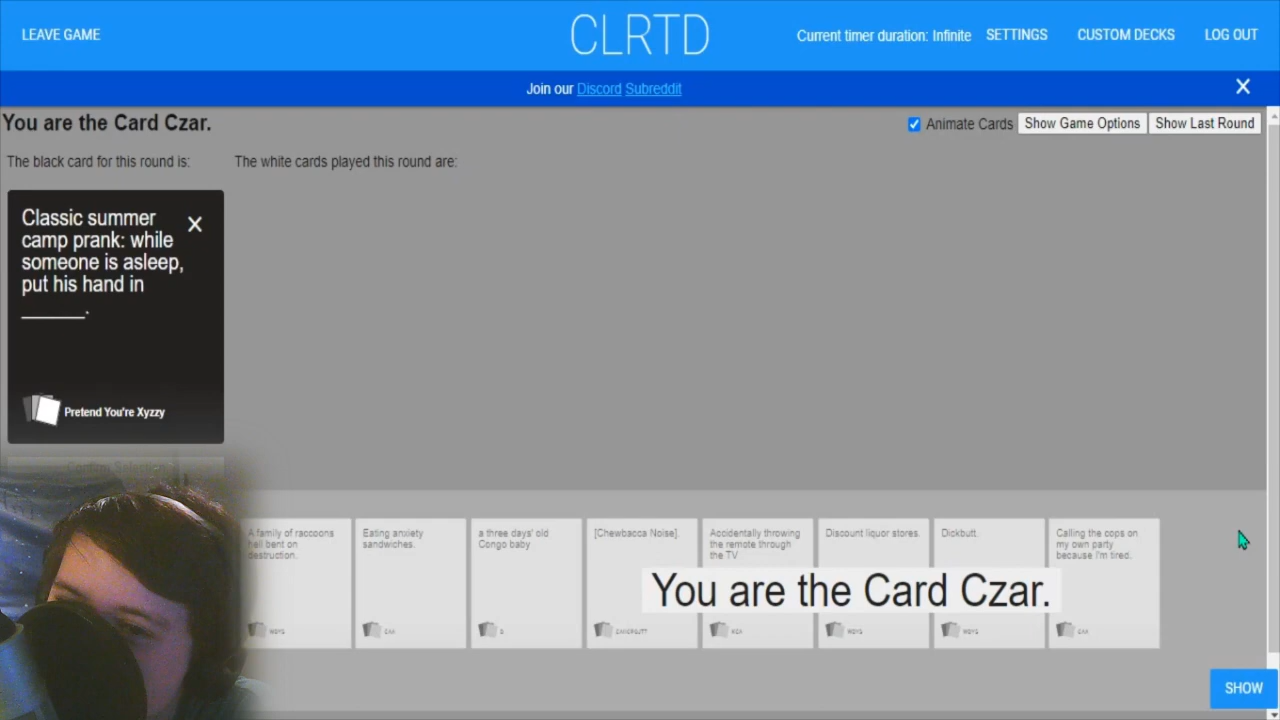 LEAVE GAME
CLRTD
Current timer duration: Infinite
SETTINGS
CUSTOM DECKS
LOG OUT
Join our Discord Subreddit
X
You are the Card Czar.
Animate Cards
Show Game Options
Show Last Round
The black card for this round is:
The white cards played this round are:
Classic summer
camp prank: while
someone is asleep,
put his hand in
______.
X
Pretend You're Xyzzy
Confirm Selection
A family of raccoons
hell bent on
destruction.
Eating anxiety
sandwiches.
a three days' old
Congo baby
[Chewbacca Noise].
Accidentally throwing
the remote through
the TV
Discount liquor stores.
Dickbutt.
Calling the cops on
my own party
because I'm tired.
You are the Card Czar.
SHOW